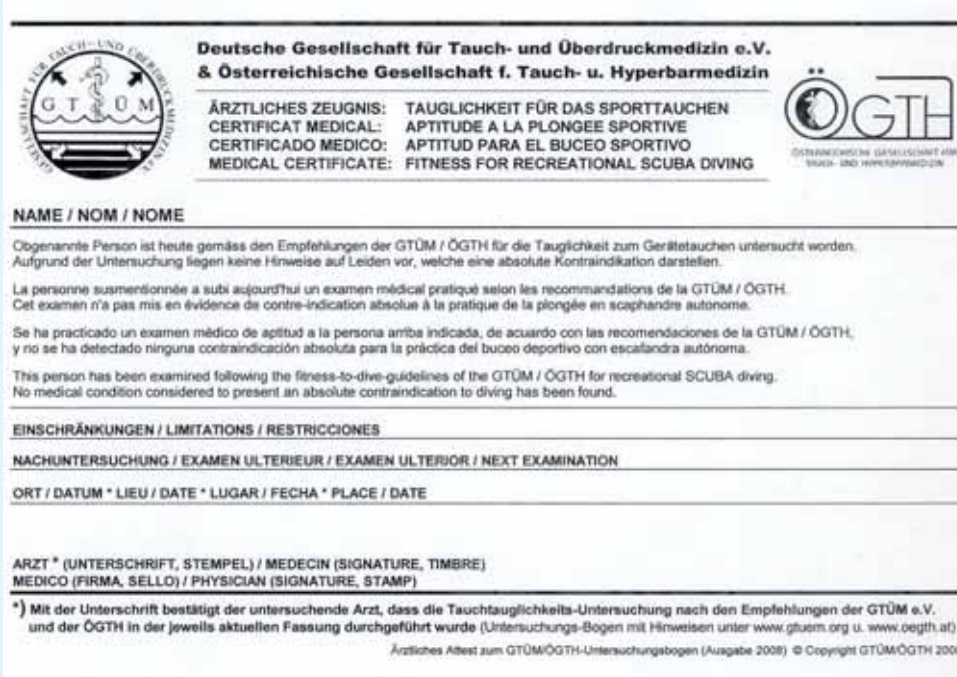 GESELLSCHAFT FÜR TAUCH- UND ÜBERDRUCKMEDIZIN
G T Ü M
Deutsche Gesellschaft für Tauch- und Überdruckmedizin e.V.
& Österreichische Gesellschaft f. Tauch- u. Hyperbarmedizin
ÄRZTLICHES ZEUGNIS: TAUGLICHKEIT FÜR DAS SPORTTAUCHEN
CERTIFICAT MEDICAL: APTITUDE A LA PLONGEE SPORTIVE
CERTIFICADO MEDICO: APTITUD PARA EL BUCEO SPORTIVO
MEDICAL CERTIFICATE: FITNESS FOR RECREATIONAL SCUBA DIVING
ÖGTH
ÖSTERREICHISCHE GESELLSCHAFT FÜR
TAUCH- UND HYPERBARMEDIZIN
NAME / NOM / NOME
Obgenannte Person ist heute gemäss den Empfehlungen der GTÜM / ÖGTH für die Tauglichkeit zum Gerätetauchen untersucht worden.
Aufgrund der Untersuchung liegen keine Hinweise auf Leiden vor, welche eine absolute Kontraindikation darstellen.
La personne susmentionnée a subi aujourd'hui un examen médical pratiqué selon les recommandations de la GTÜM / ÖGTH.
Cet examen n'a pas mis en évidence de contre-indication absolue à la pratique de la plongée en scaphandre autonome.
Se ha practicado un examen médico de aptitud a la persona arriba indicada, de acuerdo con las recomendaciones de la GTÜM / ÖGTH,
y no se ha detectado ninguna contraindicación absoluta para la práctica del buceo deportivo con escafandra autónoma.
This person has been examined following the fitness-to-dive-guidelines of the GTÜM / ÖGTH for recreational SCUBA diving.
No medical condition considered to present an absolute contraindication to diving has been found.
EINSCHRÄNKUNGEN / LIMITATIONS / RESTRICCIONES
NACHUNTERSUCHUNG / EXAMEN ULTERIEUR / EXAMEN ULTERIOR / NEXT EXAMINATION
ORT / DATUM * LIEU / DATE * LUGAR / FECHA * PLACE / DATE
ARZT * (UNTERSCHRIFT, STEMPEL) / MEDECIN (SIGNATURE, TIMBRE)
MEDICO (FIRMA, SELLO) / PHYSICIAN (SIGNATURE, STAMP)
*) Mit der Unterschrift bestätigt der untersuchende Arzt, dass die Tauchtauglichkeits-Untersuchung nach den Empfehlungen der GTÜM e.V.
und der ÖGTH in der jeweils aktuellen Fassung durchgeführt wurde (Untersuchungs-Bogen mit Hinweisen unter www.gtuem.org u. www.oegth.at)
Ärztliches Attest zum GTÜM/ÖGTH-Untersuchungsbogen (Ausgabe 2008) © Copyright GTÜM/ÖGTH